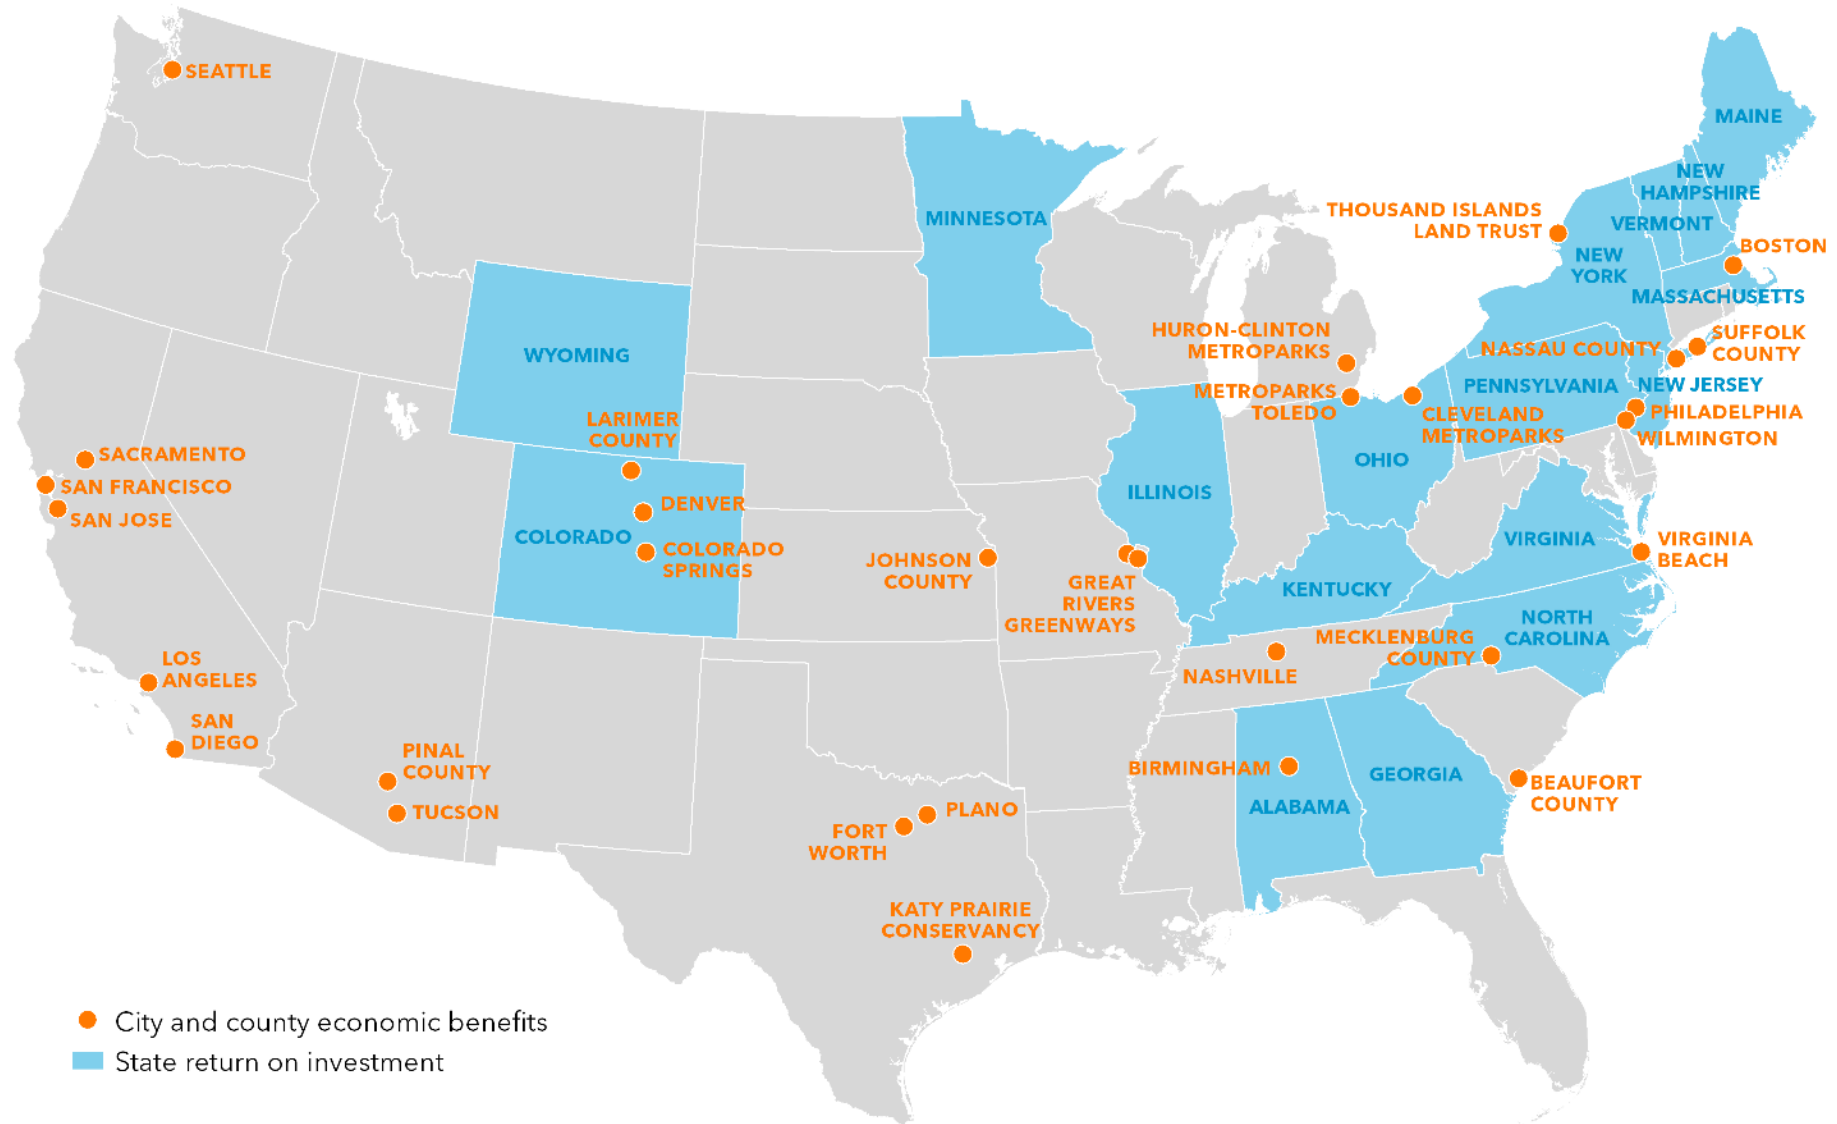 SEATTLE
MAINE
NEW
HAMPSHIRE
THOUSAND ISLANDS
LAND TRUST
MINNESOTA
VERMONT
BOSTON
NEW
YORK
MASSACHUSETTS
HURON-CLINTON
METROPARKS
SUFFOLK
COUNTY
NASSAU COUNTY
WYOMING
METROPARKS
TOLEDO
PENNSYLVANIA
NEW JERSEY
LARIMER
COUNTY
CLEVELAND
METROPARKS
PHILADELPHIA
WILMINGTON
SACRAMENTO
OHIO
SAN FRANCISCO
ILLINOIS
DENVER
SAN JOSE
COLORADO
COLORADO
SPRINGS
VIRGINIA
VIRGINIA
BEACH
JOHNSON
COUNTY
GREAT
RIVERS
GREENWAYS
KENTUCKY
NORTH
CAROLINA
MECKLENBURG
COUNTY
LOS
ANGELES
NASHVILLE
SAN
DIEGO
PINAL
COUNTY
BIRMINGHAM
GEORGIA
BEAUFORT
COUNTY
TUCSON
PLANO
ALABAMA
FORT
WORTH
KATY PRAIRIE
CONSERVANCY
City and county economic benefits
State return on investment